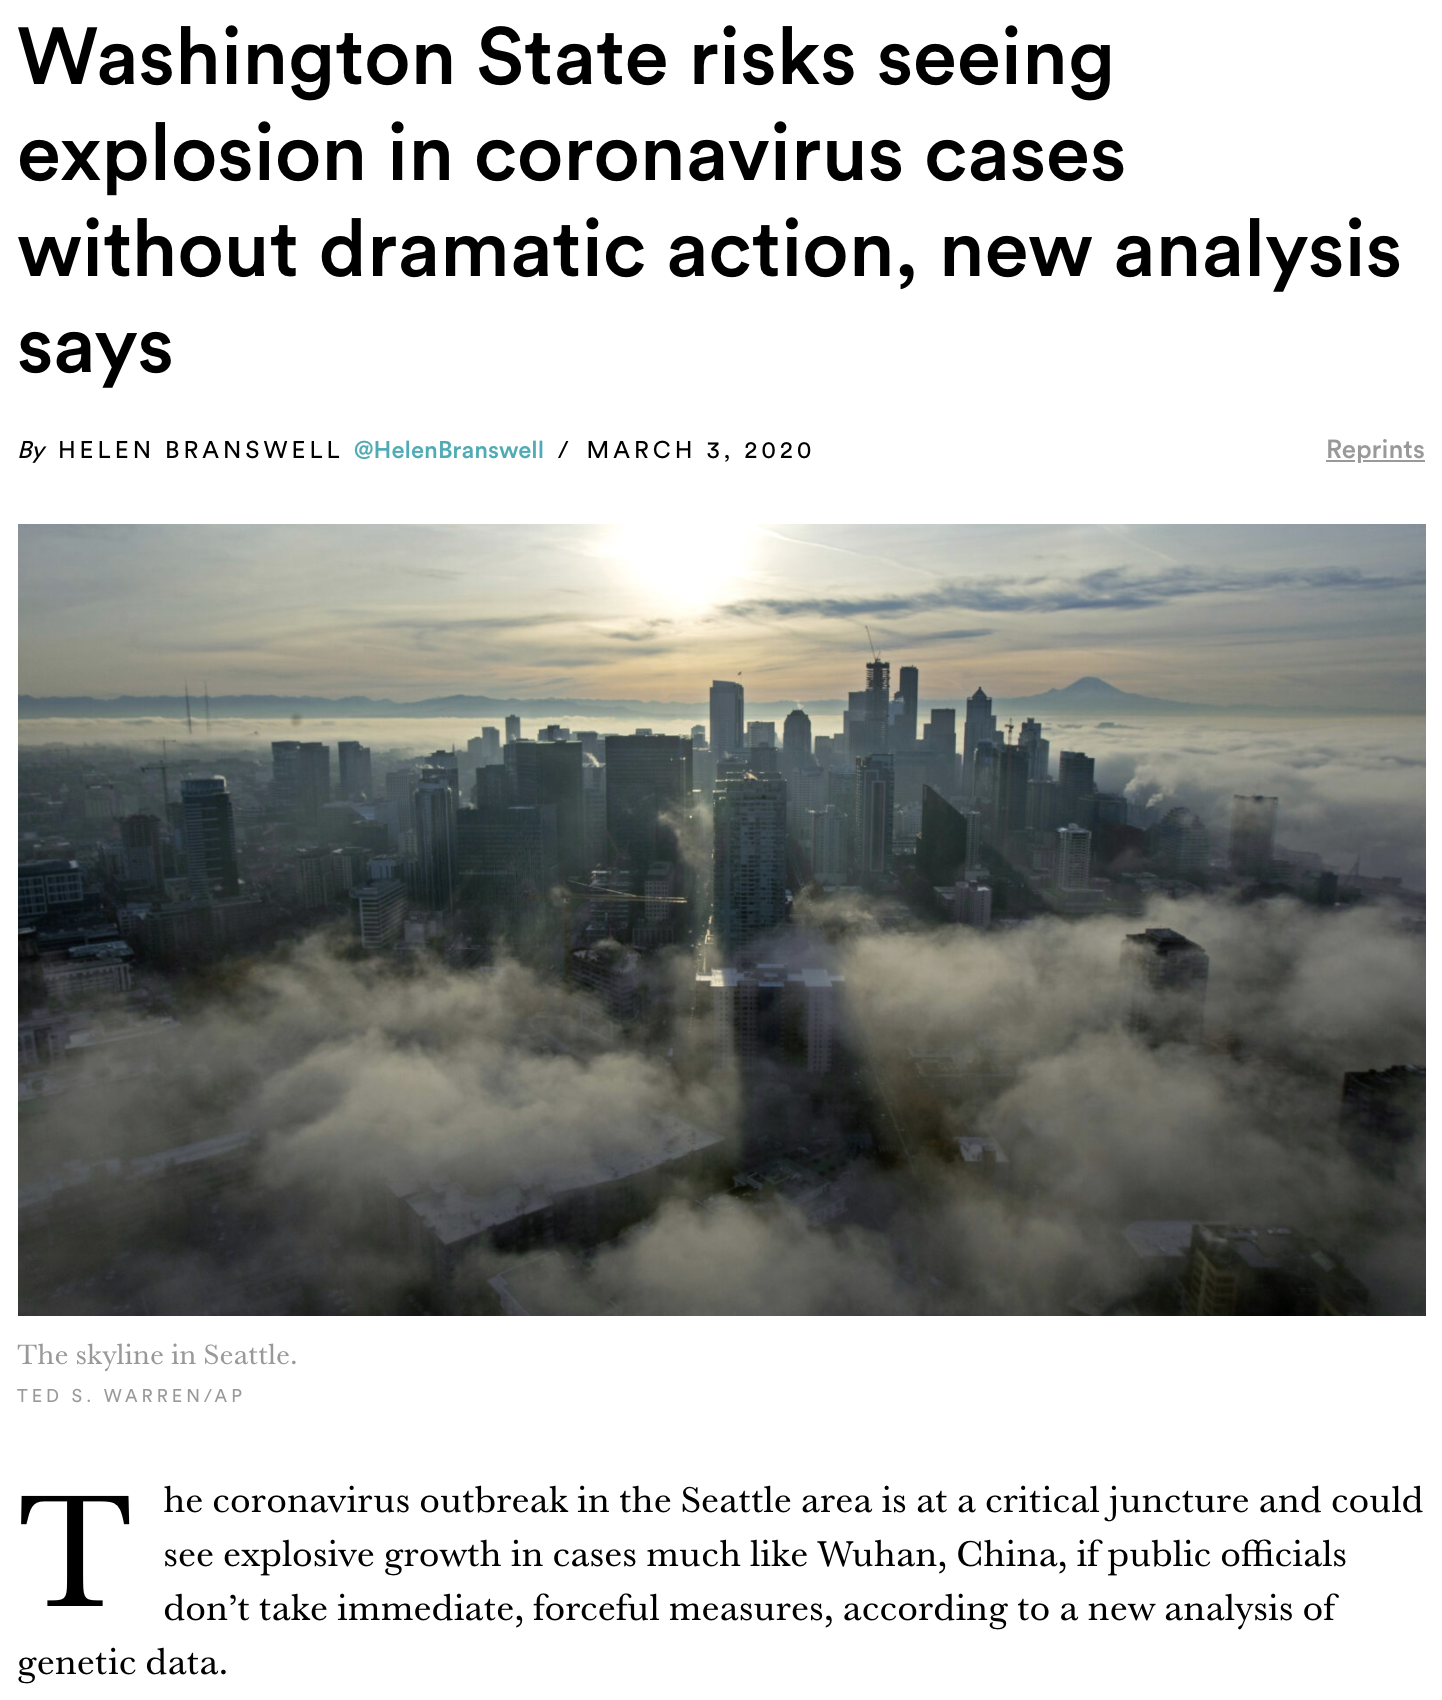 Washington State risks seeing
explosion in coronavirus cases
without dramatic action, new analysis
says
By HELEN BRANSWELL @HelenBranswell / MARCH 3, 2020
Reprints
The skyline in Seattle.
TED S. WARREN/AP
The coronavirus outbreak in the Seattle area is at a critical juncture and could
see explosive growth in cases much like Wuhan, China, if public officials
don’t take immediate, forceful measures, according to a new analysis of
genetic data.